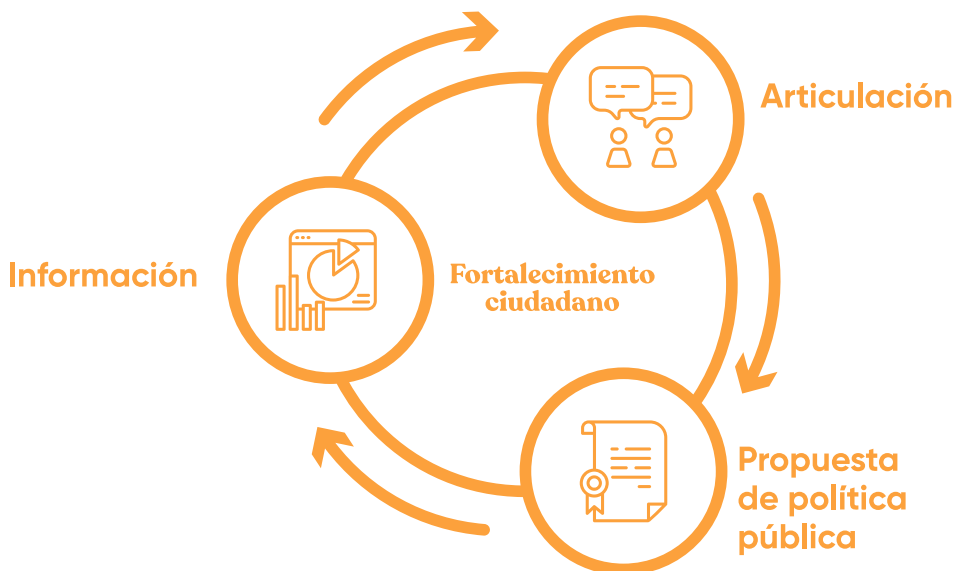 Articulación
Información
Fortalecimiento
ciudadano
Propuesta
de política
pública